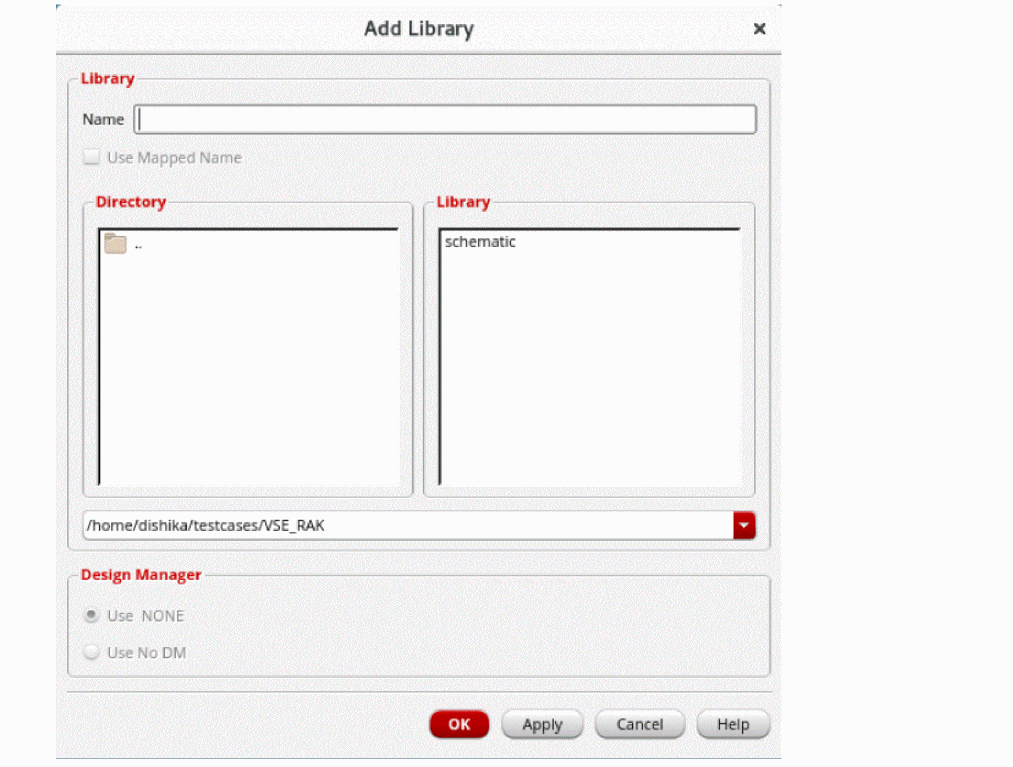 Add Library
Library
Name
Use Mapped Name
Directory
Library
..
schematic
/home/dishika/testcases/VSE_RAK
Design Manager
Use NONE
Use No DM
OK Apply Cancel Help